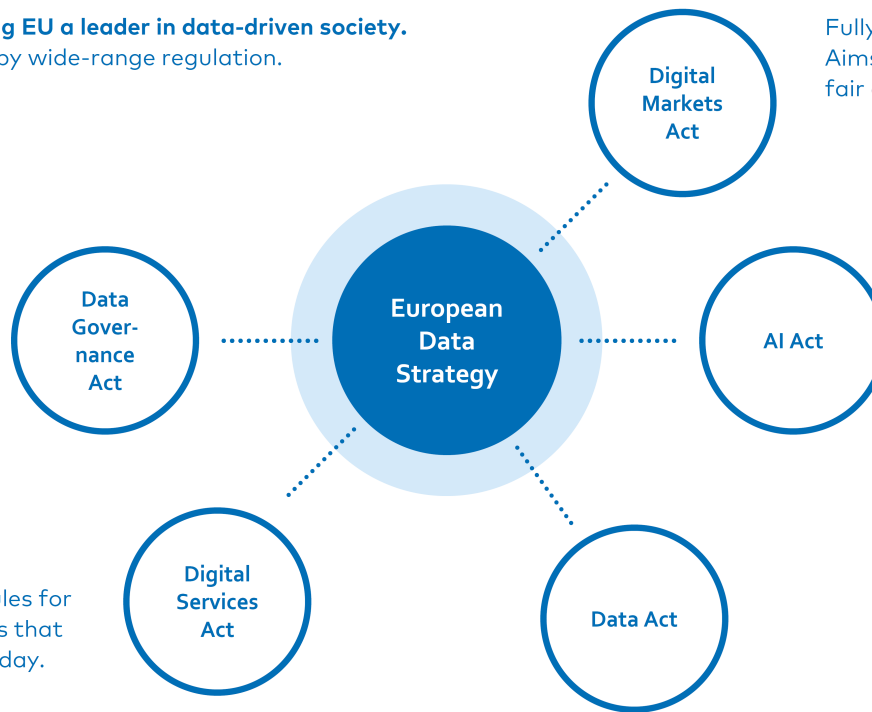 g EU a leader in data-driven society.
by wide-range regulation.
Fully
Aims
fair
Digital
Markets
Act
Data
Gover-
nance
Act
European
Data
Strategy
AI Act
Digital
Services
Act
Data Act
les for
s that
day.